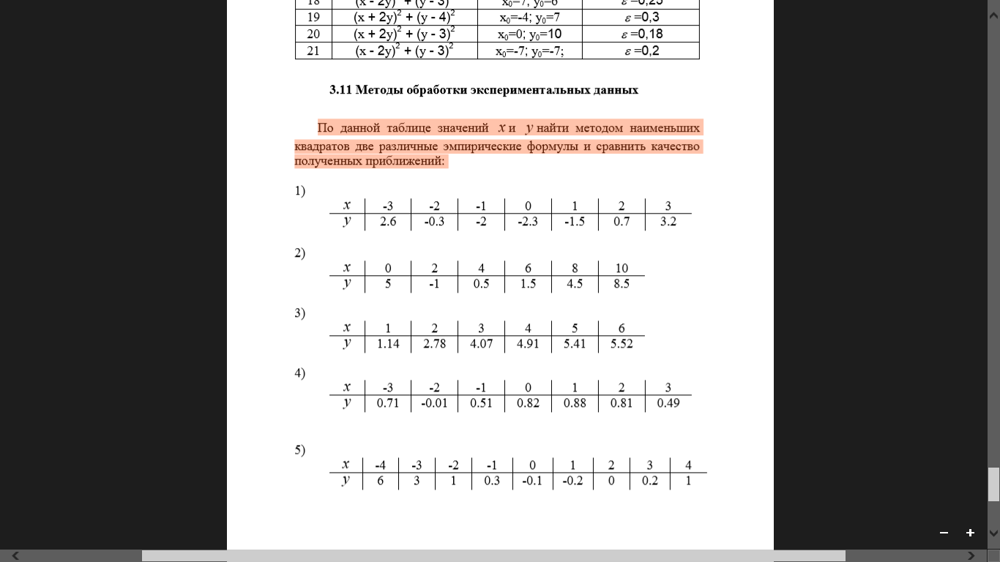 18 (x - 2y)² + (y - 3)² x₀=7; y₀=6 ε =0,25
19 (x + 2y)² + (y - 4)² x₀=-4; y₀=7 ε =0,3
20 (x + 2y)² + (y - 3)² x₀=0; y₀=10 ε =0,18
21 (x - 2y)² + (y - 3)² x₀=-7; y₀=-7; ε =0,2
3.11 Методы обработки экспериментальных данных
По данной таблице значений x и y найти методом наименьших
квадратов две различные эмпирические формулы и сравнить качество
полученных приближений:
1)
x -3 -2 -1 0 1 2 3
y 2.6 -0.3 -2 -2.3 -1.5 0.7 3.2
2)
x 0 2 4 6 8 10
y 5 -1 0.5 1.5 4.5 8.5
3)
x 1 2 3 4 5 6
y 1.14 2.78 4.07 4.91 5.41 5.52
4)
x -3 -2 -1 0 1 2 3
y 0.71 -0.01 0.51 0.82 0.88 0.81 0.49
5)
x -4 -3 -2 -1 0 1 2 3 4
y 6 3 1 0.3 -0.1 -0.2 0 0.2 1